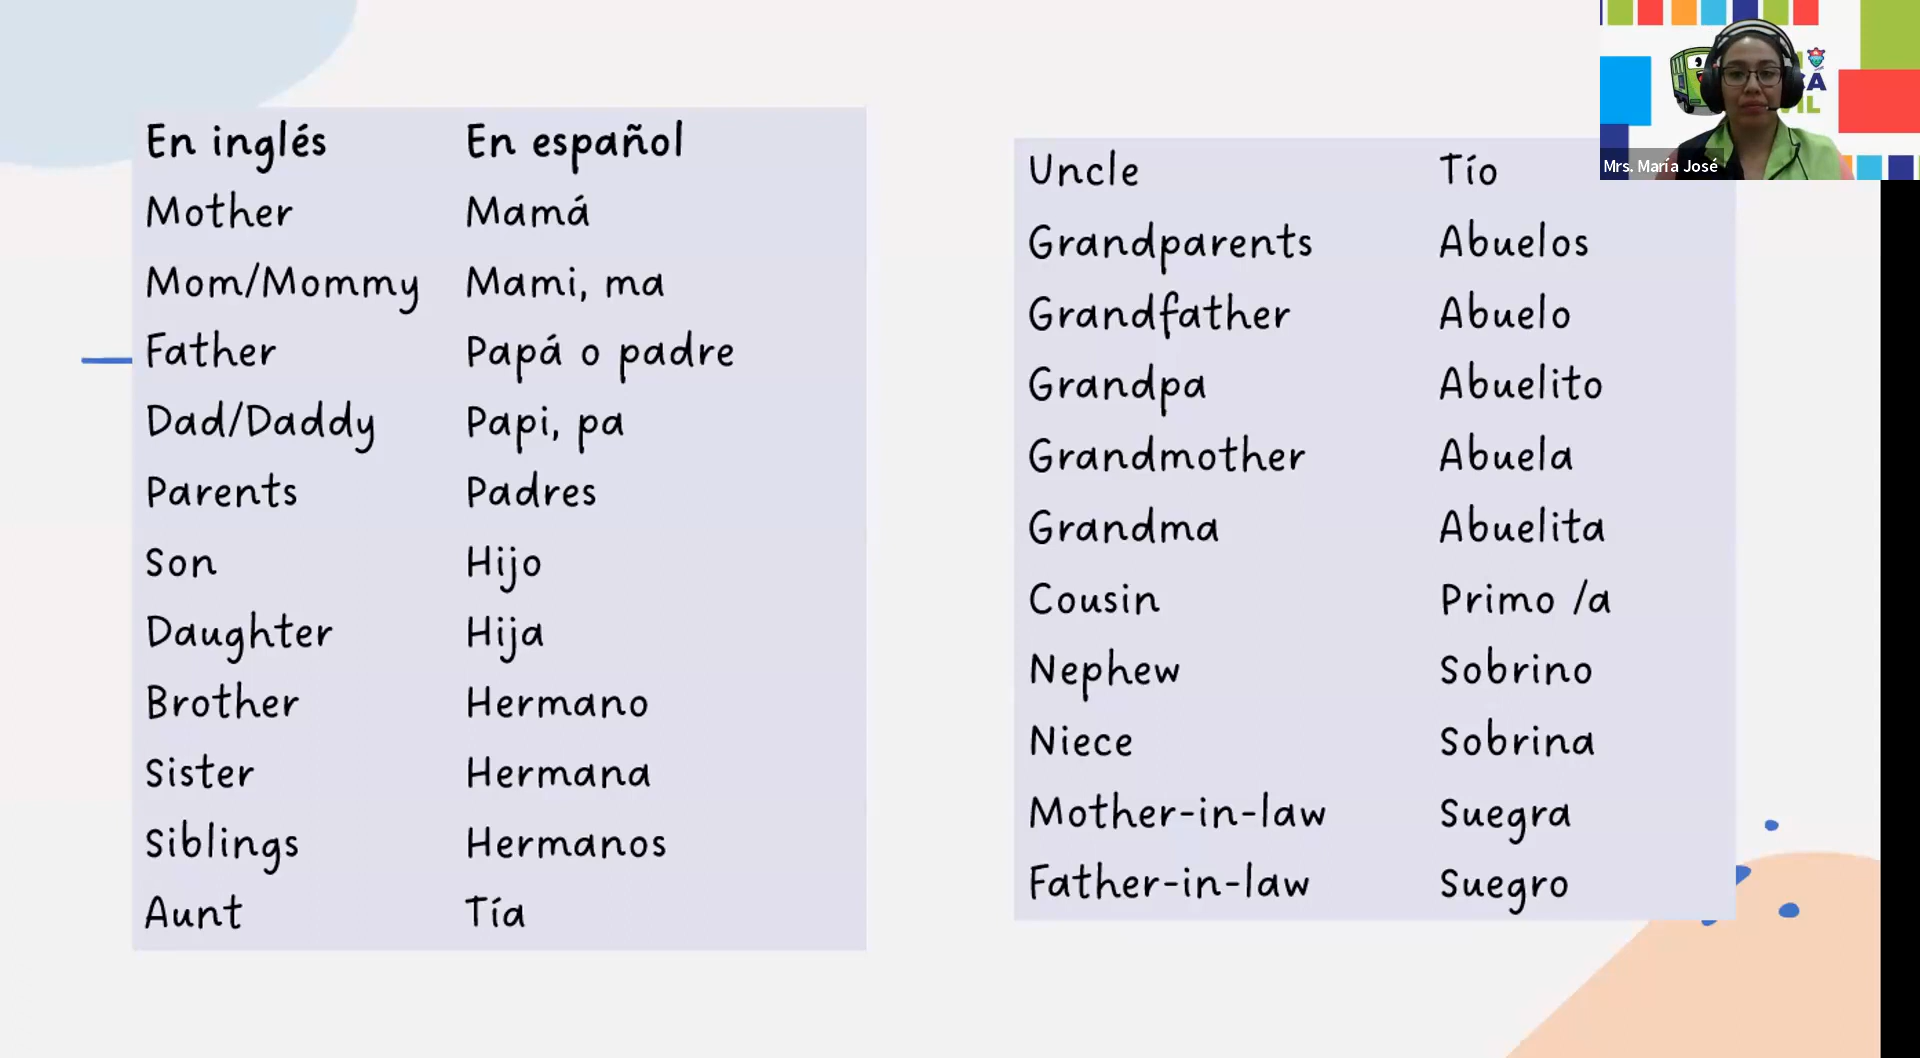 En inglés En español
Mother Mamá
Mom/Mommy Mami, ma
Father Papá o padre
Dad/Daddy Papi, pa
Parents Padres
Son Hijo
Daughter Hija
Brother Hermano
Sister Hermana
Siblings Hermanos
Aunt Tía
Uncle Tío
Grandparents Abuelos
Grandfather Abuelo
Grandpa Abuelito
Grandmother Abuela
Grandma Abuelita
Cousin Primo /a
Nephew Sobrino
Niece Sobrina
Mother-in-law Suegra
Father-in-law Suegro
Mrs. María José